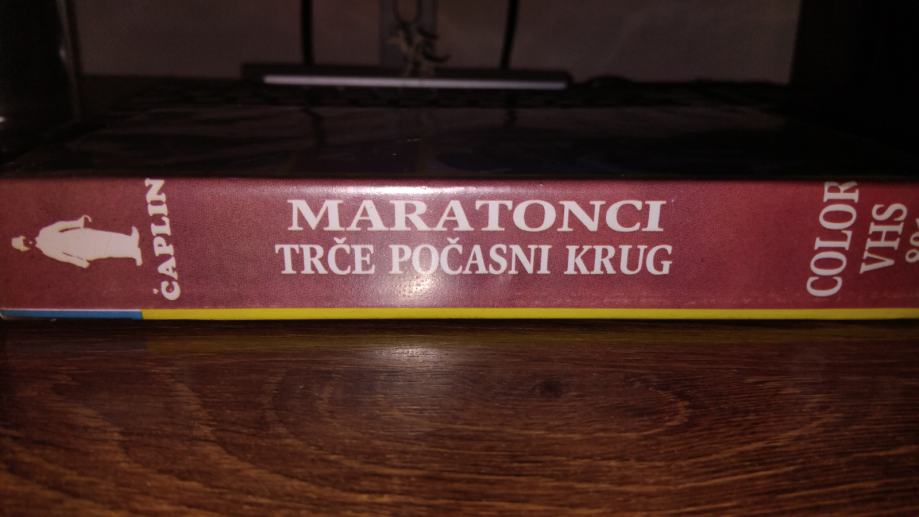 ČAPLIN
MARATONCI
TRČE POČASNI KRUG
COLOR
VHS